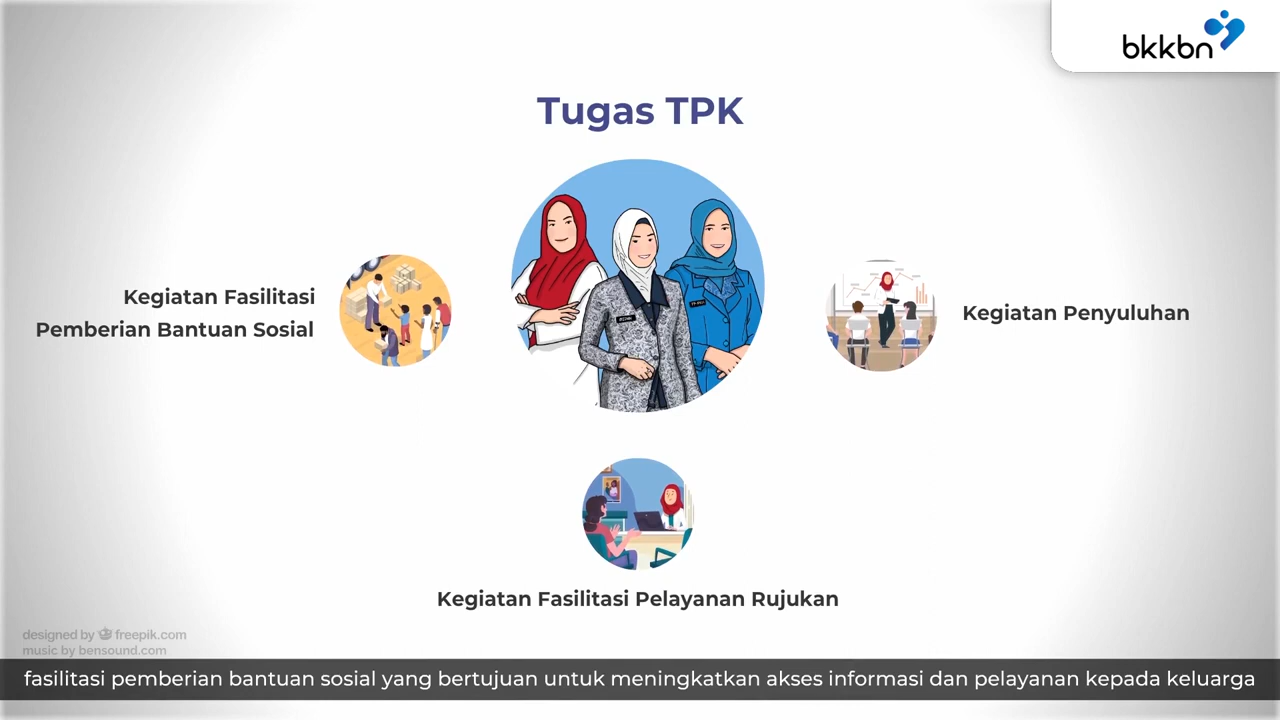 bkkbn
Tugas TPK
Kegiatan Fasilitasi
Pemberian Bantuan Sosial
Kegiatan Penyuluhan
Kegiatan Fasilitasi Pelayanan Rujukan
designed by freepik.com
music by bensound.com
fasilitasi pemberian bantuan sosial yang bertujuan untuk meningkatkan akses informasi dan pelayanan kepada keluarga